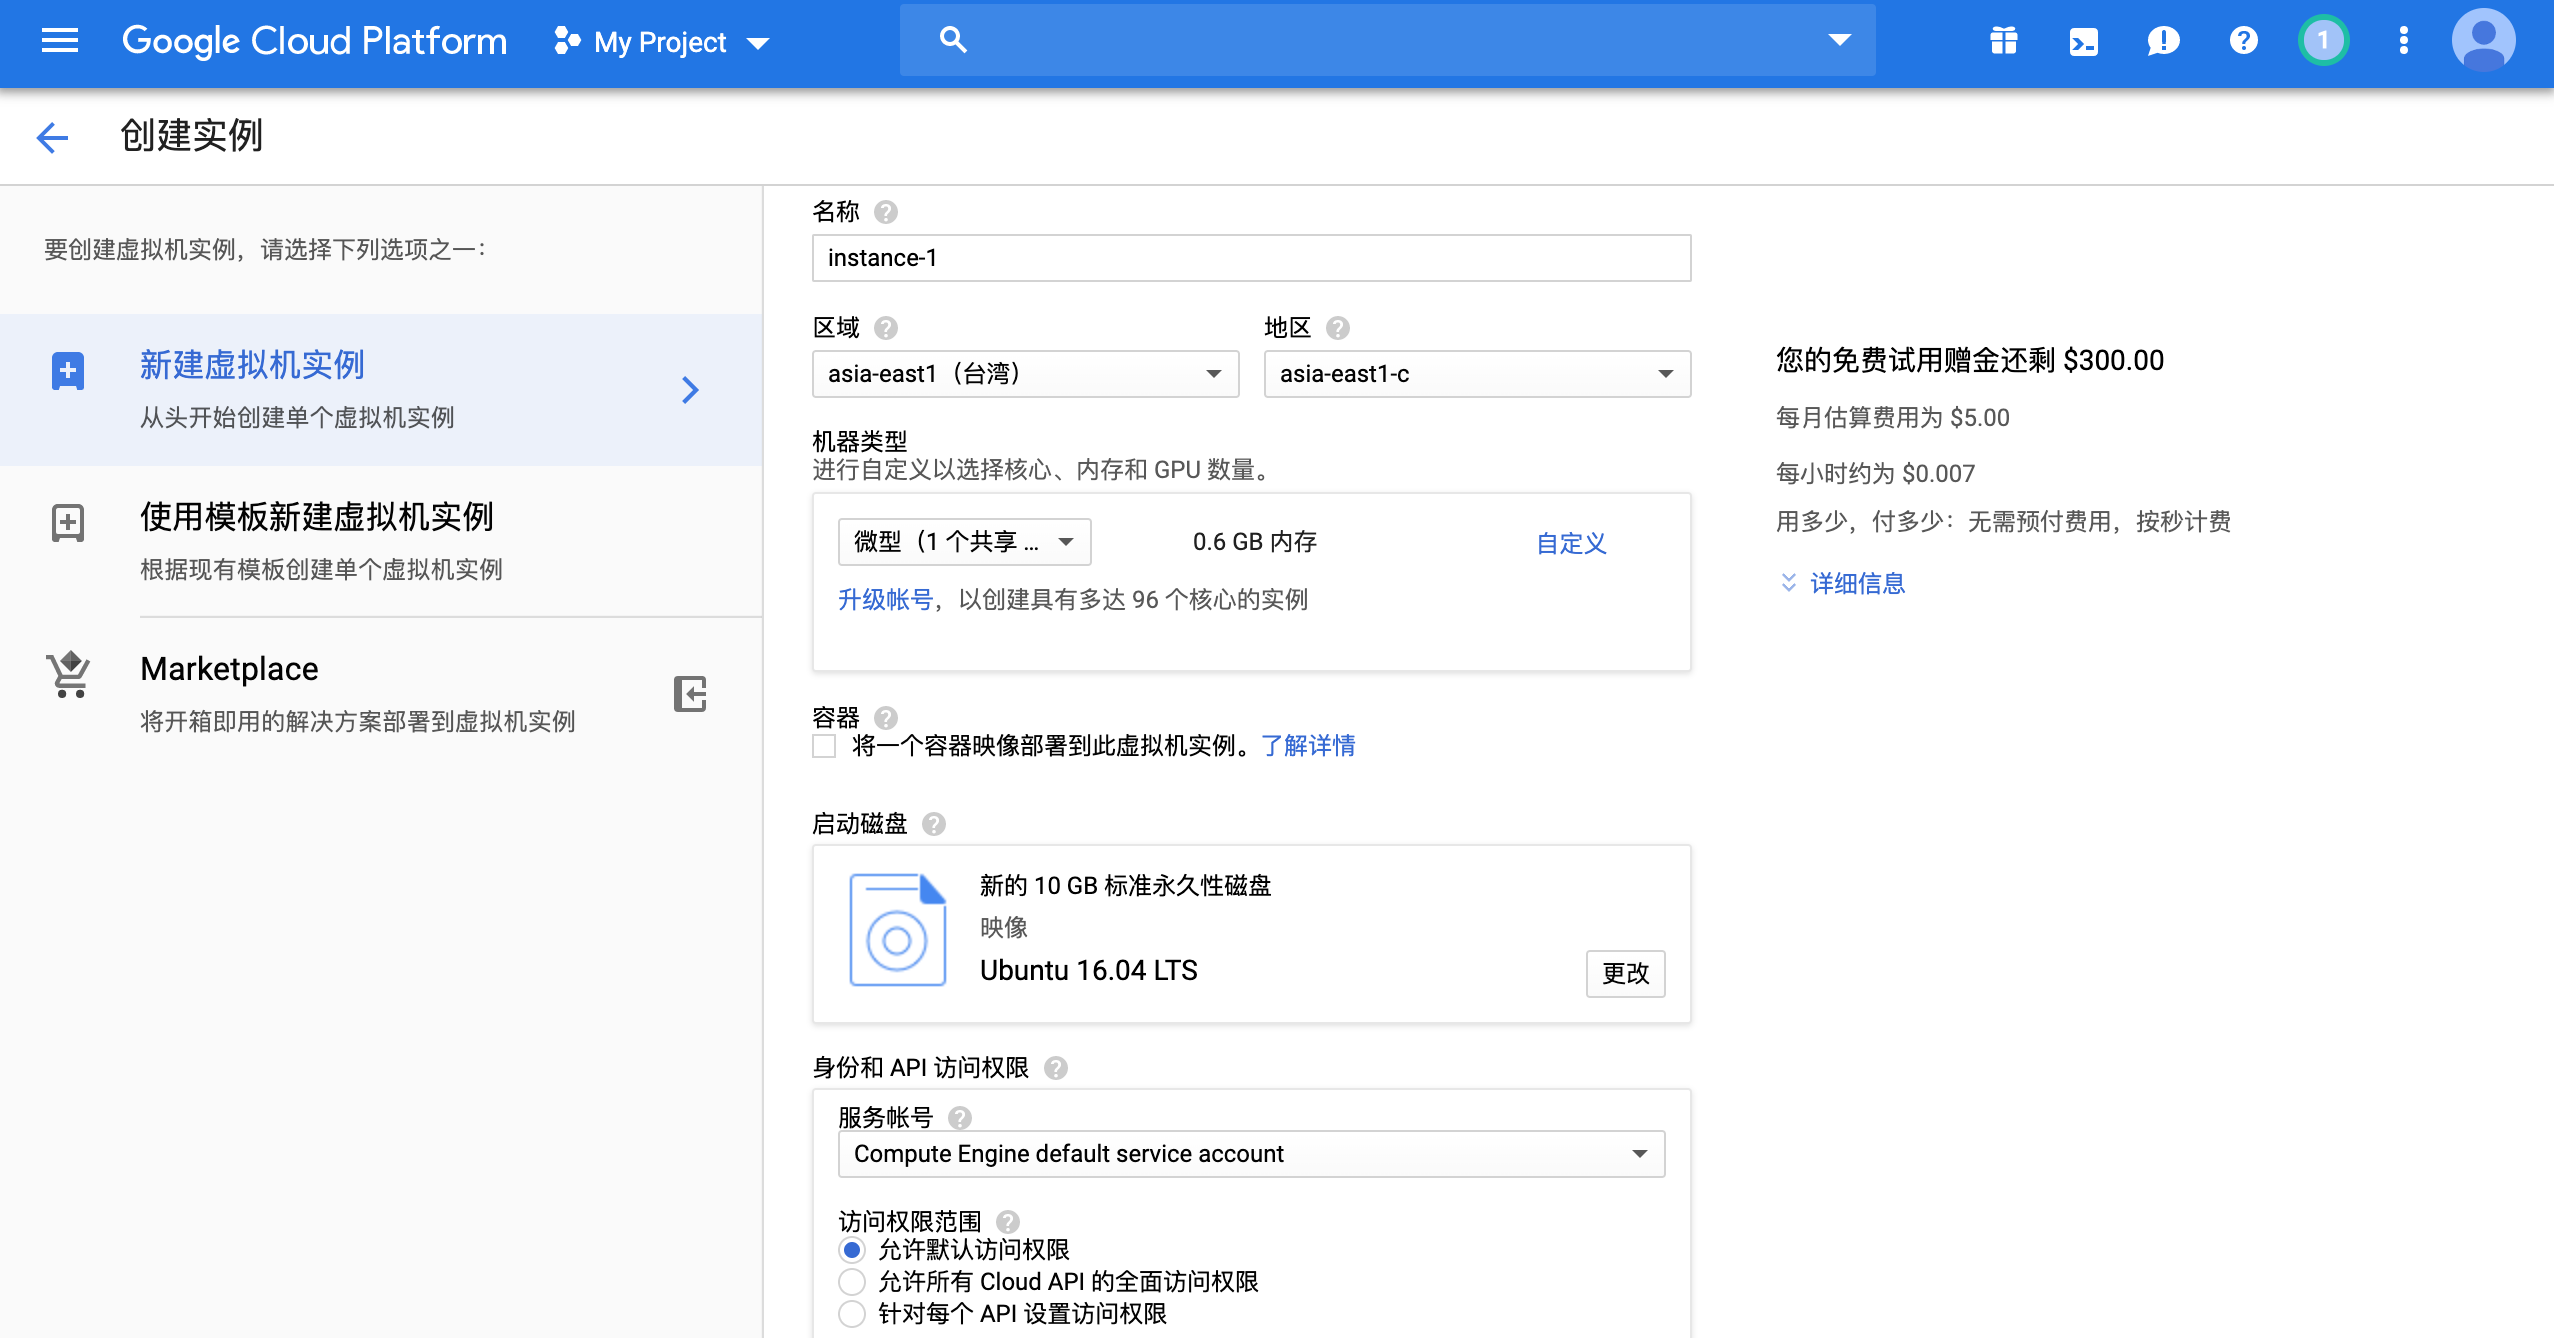 Google Cloud Platform
My Project
1
创建实例
要创建虚拟机实例，请选择下列选项之一：
新建虚拟机实例
从头开始创建单个虚拟机实例
使用模板新建虚拟机实例
根据现有模板创建单个虚拟机实例
Marketplace
将开箱即用的解决方案部署到虚拟机实例
名称
instance-1
区域
地区
asia-east1（台湾）
asia-east1-c
机器类型
进行自定义以选择核心、内存和 GPU 数量。
微型（1 个共享 ...
0.6 GB 内存
自定义
升级帐号，以创建具有多达 96 个核心的实例
容器
将一个容器映像部署到此虚拟机实例。了解详情
启动磁盘
新的 10 GB 标准永久性磁盘
映像
Ubuntu 16.04 LTS
更改
身份和 API 访问权限
服务帐号
Compute Engine default service account
访问权限范围
允许默认访问权限
允许所有 Cloud API 的全面访问权限
针对每个 API 设置访问权限
您的免费试用赠金还剩 $300.00
每月估算费用为 $5.00
每小时约为 $0.007
用多少，付多少：无需预付费用，按秒计费
详细信息